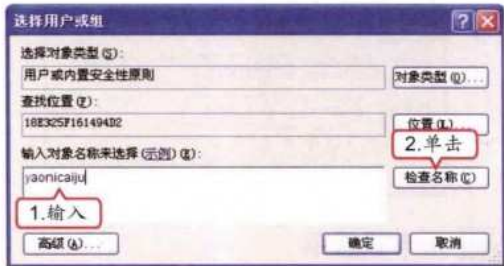 选择用户或组
选择对象类型(S):
用户或内置安全性原则
对象类型(O)...
查找位置(F):
18E325F161494D2
位置(L)...
2.单击
输入对象名称来选择(示例)(E):
yaonicaiju
检查名称(C)
1.输入
高级(A)...
确定
取消